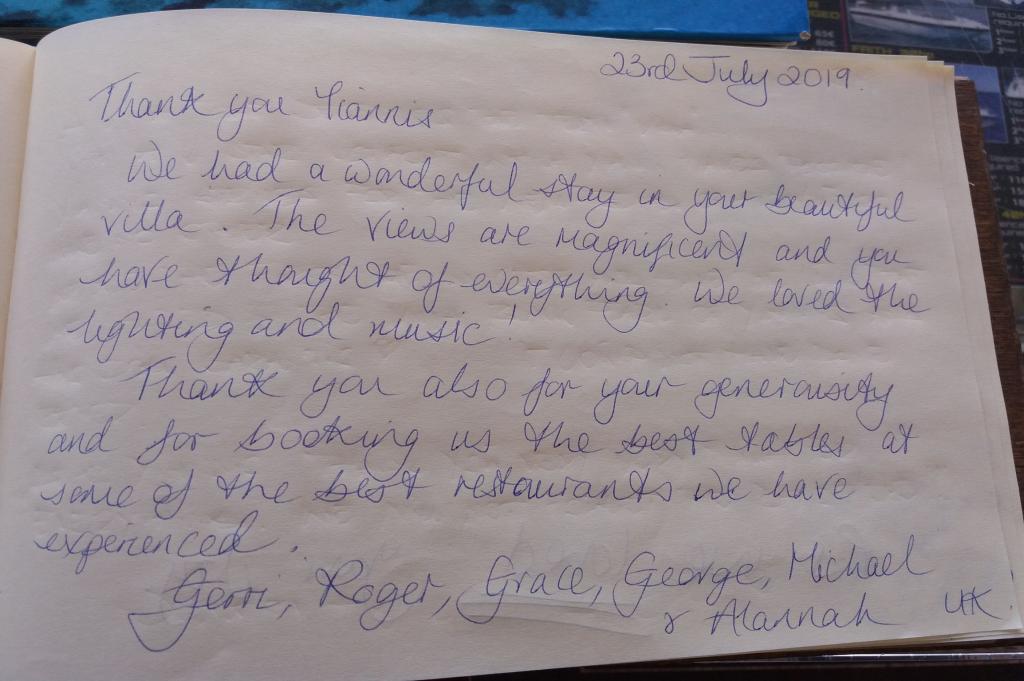 23rd July 2019.
Thank you Yiannis
We had a wonderful stay in your beautiful
villa. The views are magnificent and you
have thought of everything. We loved the
lighting and music!
Thank you also for your generousity
and for booking us the best tables at
some of the best restaurants we have
experienced.
Gerri, Roger, Grace, George, Michael
& Alannah UK.